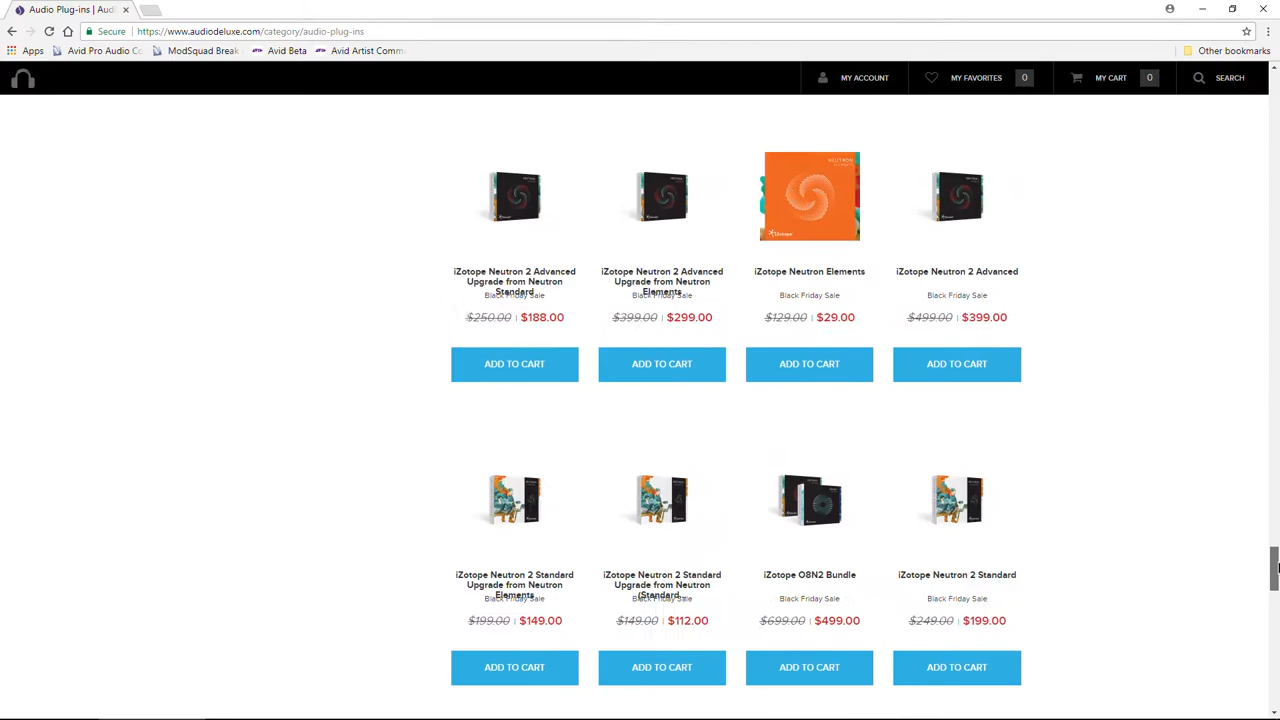 Audio Plug-ins | Aud
Secure
https://www.audiodeluxe.com/category/audio-plug-ins
Apps
Avid Pro Audio Co
ModSquad Break
Avid Beta
Avid Artist Comm
Other bookmarks
MY ACCOUNT
MY FAVORITES
0
MY CART
0
SEARCH
iZotope Neutron 2 Advanced
Upgrade from Neutron
Standard
Black Friday Sale
$250.00 | $188.00
ADD TO CART
iZotope Neutron 2 Advanced
Upgrade from Neutron
Elements
Black Friday Sale
$399.00 | $299.00
ADD TO CART
NEUTRON
iZotope
iZotope Neutron Elements
Black Friday Sale
$129.00 | $29.00
ADD TO CART
iZotope Neutron 2 Advanced
Black Friday Sale
$499.00 | $399.00
ADD TO CART
iZotope Neutron 2 Standard
Upgrade from Neutron
Elements
Black Friday Sale
$199.00 | $149.00
ADD TO CART
iZotope Neutron 2 Standard
Upgrade from Neutron
(Standard...
Black Friday Sale
$149.00 | $112.00
ADD TO CART
iZotope O8N2 Bundle
Black Friday Sale
$699.00 | $499.00
ADD TO CART
iZotope Neutron 2 Standard
Black Friday Sale
$249.00 | $199.00
ADD TO CART